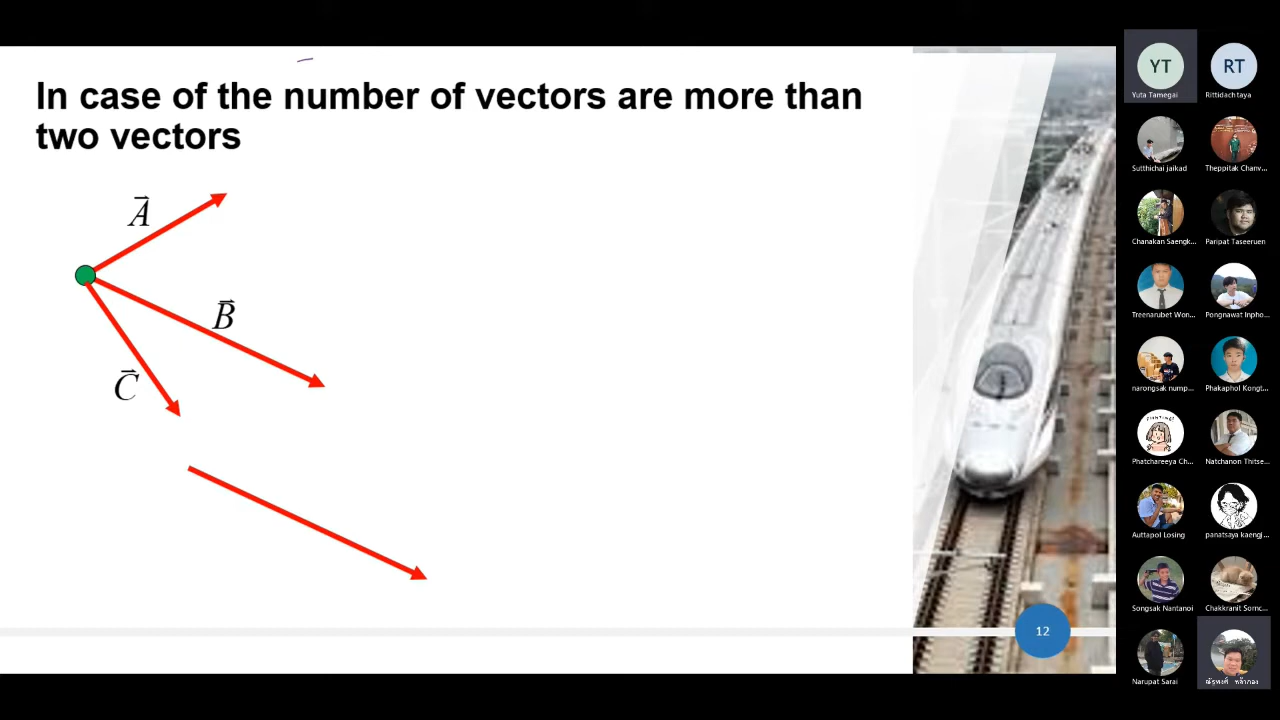 In case of the number of vectors are more than
two vectors
A
B
C
12
YT
Yuta Tamegai
RT
Rittidach taya
Sutthichai jaikad
Theppitak Chanv...
Chanakan Saengk...
Paripat Taseeruen
Treenarubet Won...
Pongnawat Inpho...
narongsak nump...
Phakaphol Kongt...
Phatchareeya Ch...
Natchanon Thitse...
Auttapol Losing
panatsaya kaengj...
Songsak Nantanoi
Chakkranit Sornc...
Narupat Sarai